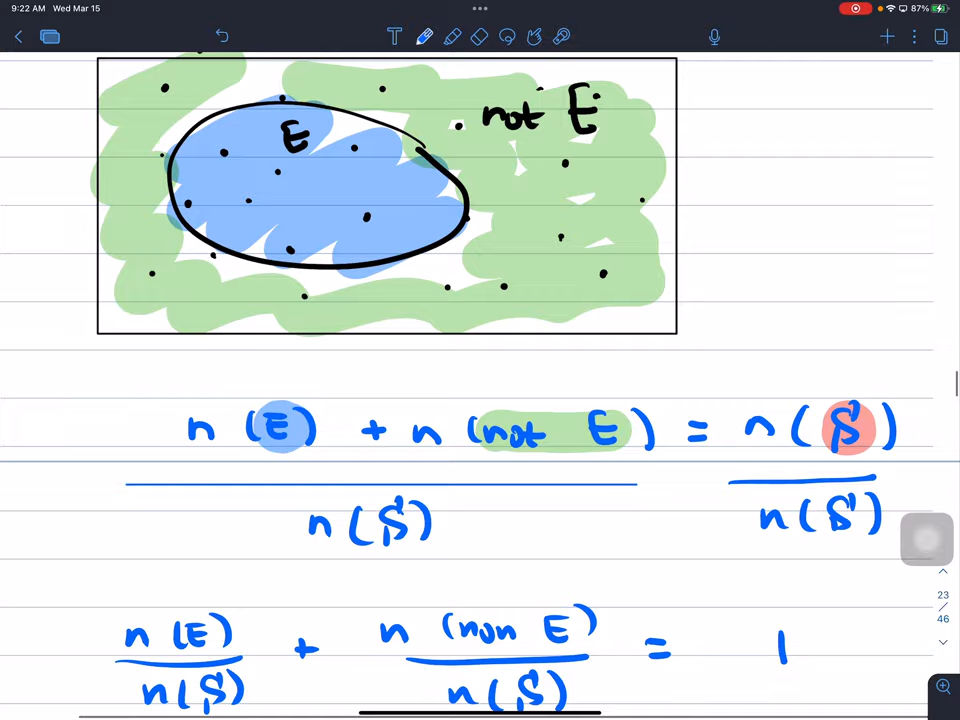 9:22 AM Wed Mar 15
87%
T
E
not E
n (E) + n (not E) = n (S)
n (S) n (S)
23
/
46
n (E) + n (non E) = 1
n (S) n (S)